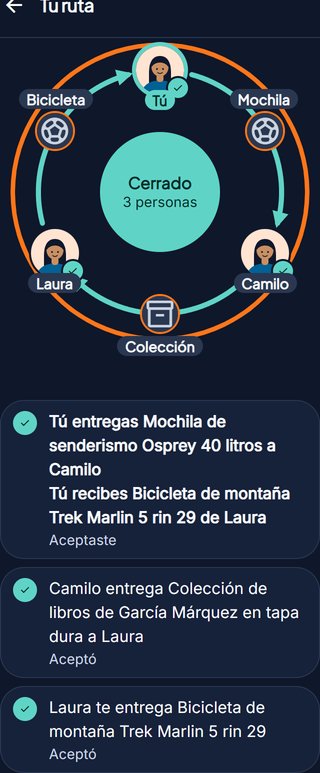 Tu ruta
Tú
Bicicleta
Mochila
Cerrado
3 personas
Laura
Camilo
Colección
Tú entregas Mochila de
senderismo Osprey 40 litros a
Camilo
Tú recibes Bicicleta de montaña
Trek Marlin 5 rin 29 de Laura
Aceptaste
Camilo entrega Colección de
libros de García Márquez en tapa
dura a Laura
Aceptó
Laura te entrega Bicicleta de
montaña Trek Marlin 5 rin 29
Aceptó